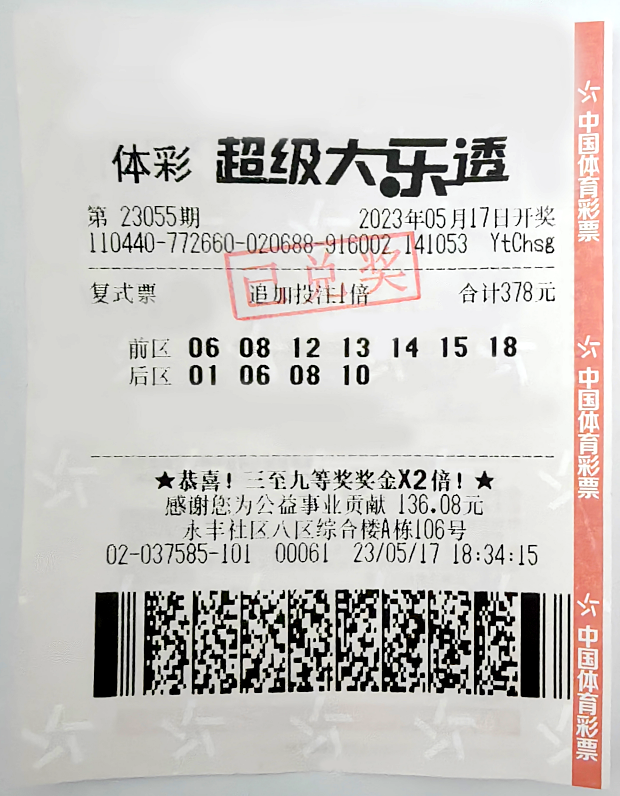 体彩 超级大乐透
第 23055期 2023年05月17日开奖
110440-772660-020688-916002 141053 YtChsg
已兑奖
复式票 追加投注1倍 合计378元
前区 06 08 12 13 14 15 18
后区 01 06 08 10
★恭喜！三至九等奖奖金X2倍！★
感谢您为公益事业贡献 136.08元
永丰社区八区综合楼A栋106号
02-037585-101 00061 23/05/17 18:34:15
中国体育彩票
中国体育彩票
中国体育彩票